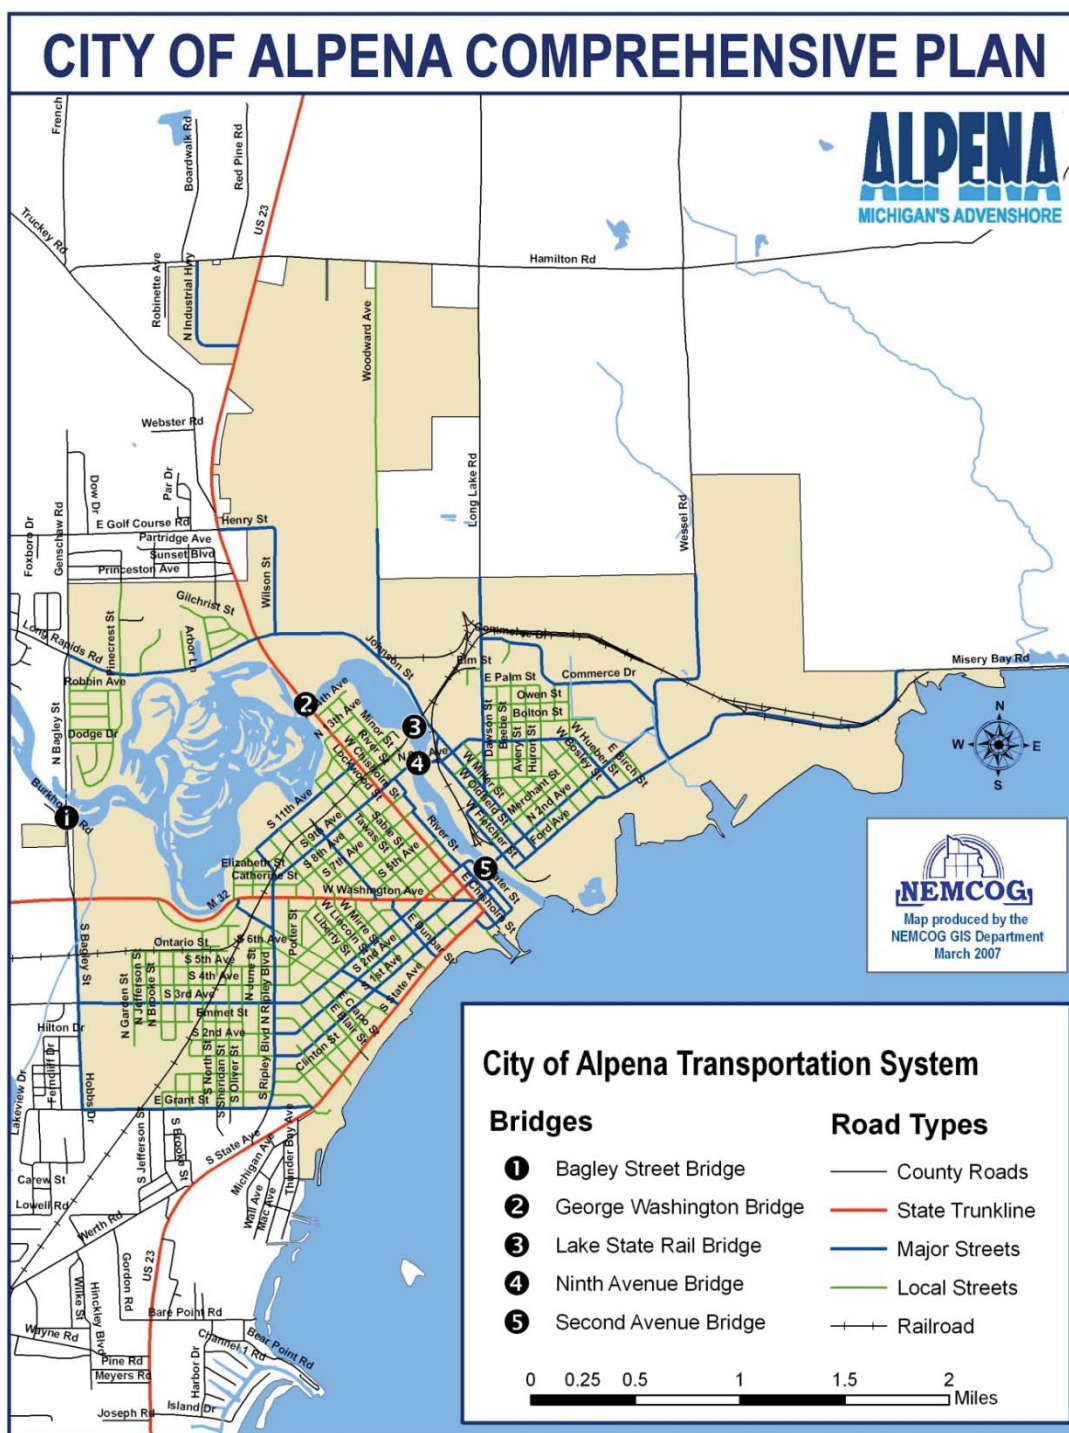 CITY OF ALPENA COMPREHENSIVE PLAN
ALPENA
MICHIGAN'S ADVENSHORE
French
Boardwalk Rd
Red Pine Rd
US 23
Truckey Rd
Hamilton Rd
Robinette Ave
N Industrial Hwy
Woodward Ave
Webster Rd
Long Lake Rd
Par Dr
Dow Dr
Wessel Rd
Foxboro Dr
Genschaw Rd
E Golf Course Rd
Henry St
Partridge Ave
Sunset Blvd
Princeston Ave
Wilson St
Gilchrist St
Pinecrest St
Arbor Ln
Long Rapids Rd
Johnson St
Commerce Dr
Elm St
Misery Bay Rd
Robbin Ave
E Palm St
Commerce Dr
Owen St
Bolton St
N 13th Ave
Minor St
River St
W Chisholm St
Lockwood St
Dawson St
Beebe St
Avery St
Huron St
W Hueber St
W Bosley St
E Birch St
N Bagley St
Dodge Dr
W Miller St
W Oldfield St
W Fletcher St
Merchant St
N 2nd Ave
Ford Ave
S 11th Ave
S 9th Ave
S 8th Ave
S 7th Ave
Tawas St
Sable St
S 5th Ave
River St
Elizabeth St
Catherine St
W Washington Ave
E Chisholm St
M 32
N
W
E
S
NEMCOG
Map produced by the
NEMCOG GIS Department
March 2007
Potter St
W Mirre St
W Lincoln St
Liberty St
S 2nd Ave
S 1st Ave
E Dunbar St
S State Ave
Ontario St
S 6th Ave
S 5th Ave
S 4th Ave
S 3rd Ave
S Bagley St
N Garden St
N Jefferson St
N Brooke St
N June St
N Ripley Blvd
S Ripley Blvd
Emmet St
S 2nd Ave
E Crapo St
E Blair St
Clinton St
S North St
S Sheridan St
S Oliver St
E Grant St
Hilton Dr
Ferncliff Dr
Lakeview Dr
Hobbs Dr
S Jefferson St
S Brooke St
S State Ave
Michigan Ave
Thunder Bay Ave
Wall Ave
Mac Ave
Carew St
Lowell Rd
Werth Rd
US 23
Gordon Rd
Wilke St
Hinckley Blvd
Bare Point Rd
Wayne Rd
Pine Rd
Meyers Rd
Joseph Rd
Channel 1 Rd
Bear Point Rd
Harbor Dr
Island Dr
City of Alpena Transportation System
Bridges
1 Bagley Street Bridge
2 George Washington Bridge
3 Lake State Rail Bridge
4 Ninth Avenue Bridge
5 Second Avenue Bridge
Road Types
County Roads
State Trunkline
Major Streets
Local Streets
Railroad
0 0.25 0.5 1 1.5 2
Miles